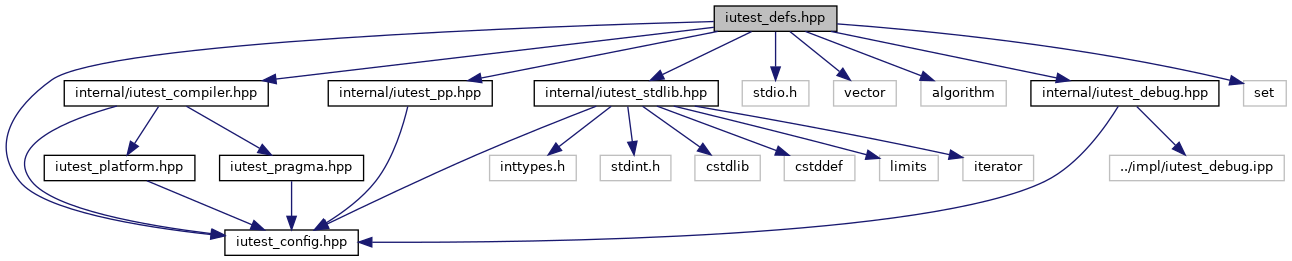 iutest_defs.hpp
internal/iutest_compiler.hpp
internal/iutest_pp.hpp
internal/iutest_stdlib.hpp
stdio.h
vector
algorithm
internal/iutest_debug.hpp
set
iutest_platform.hpp
iutest_pragma.hpp
inttypes.h
stdint.h
cstdlib
cstddef
limits
iterator
../impl/iutest_debug.ipp
iutest_config.hpp